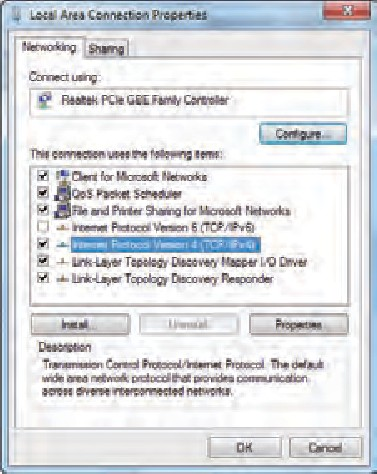 Local Area Connection Properties
Networking Sharing
Connect using:
Realtek PCIe GBE Family Controller
Configure...
This connection uses the following items:
Client for Microsoft Networks
QoS Packet Scheduler
File and Printer Sharing for Microsoft Networks
Internet Protocol Version 6 (TCP/IPv6)
Internet Protocol Version 4 (TCP/IPv4)
Link-Layer Topology Discovery Mapper I/O Driver
Link-Layer Topology Discovery Responder
Install... Uninstall Properties
Description
Transmission Control Protocol/Internet Protocol. The default
wide area network protocol that provides communication
across diverse interconnected networks.
OK Cancel